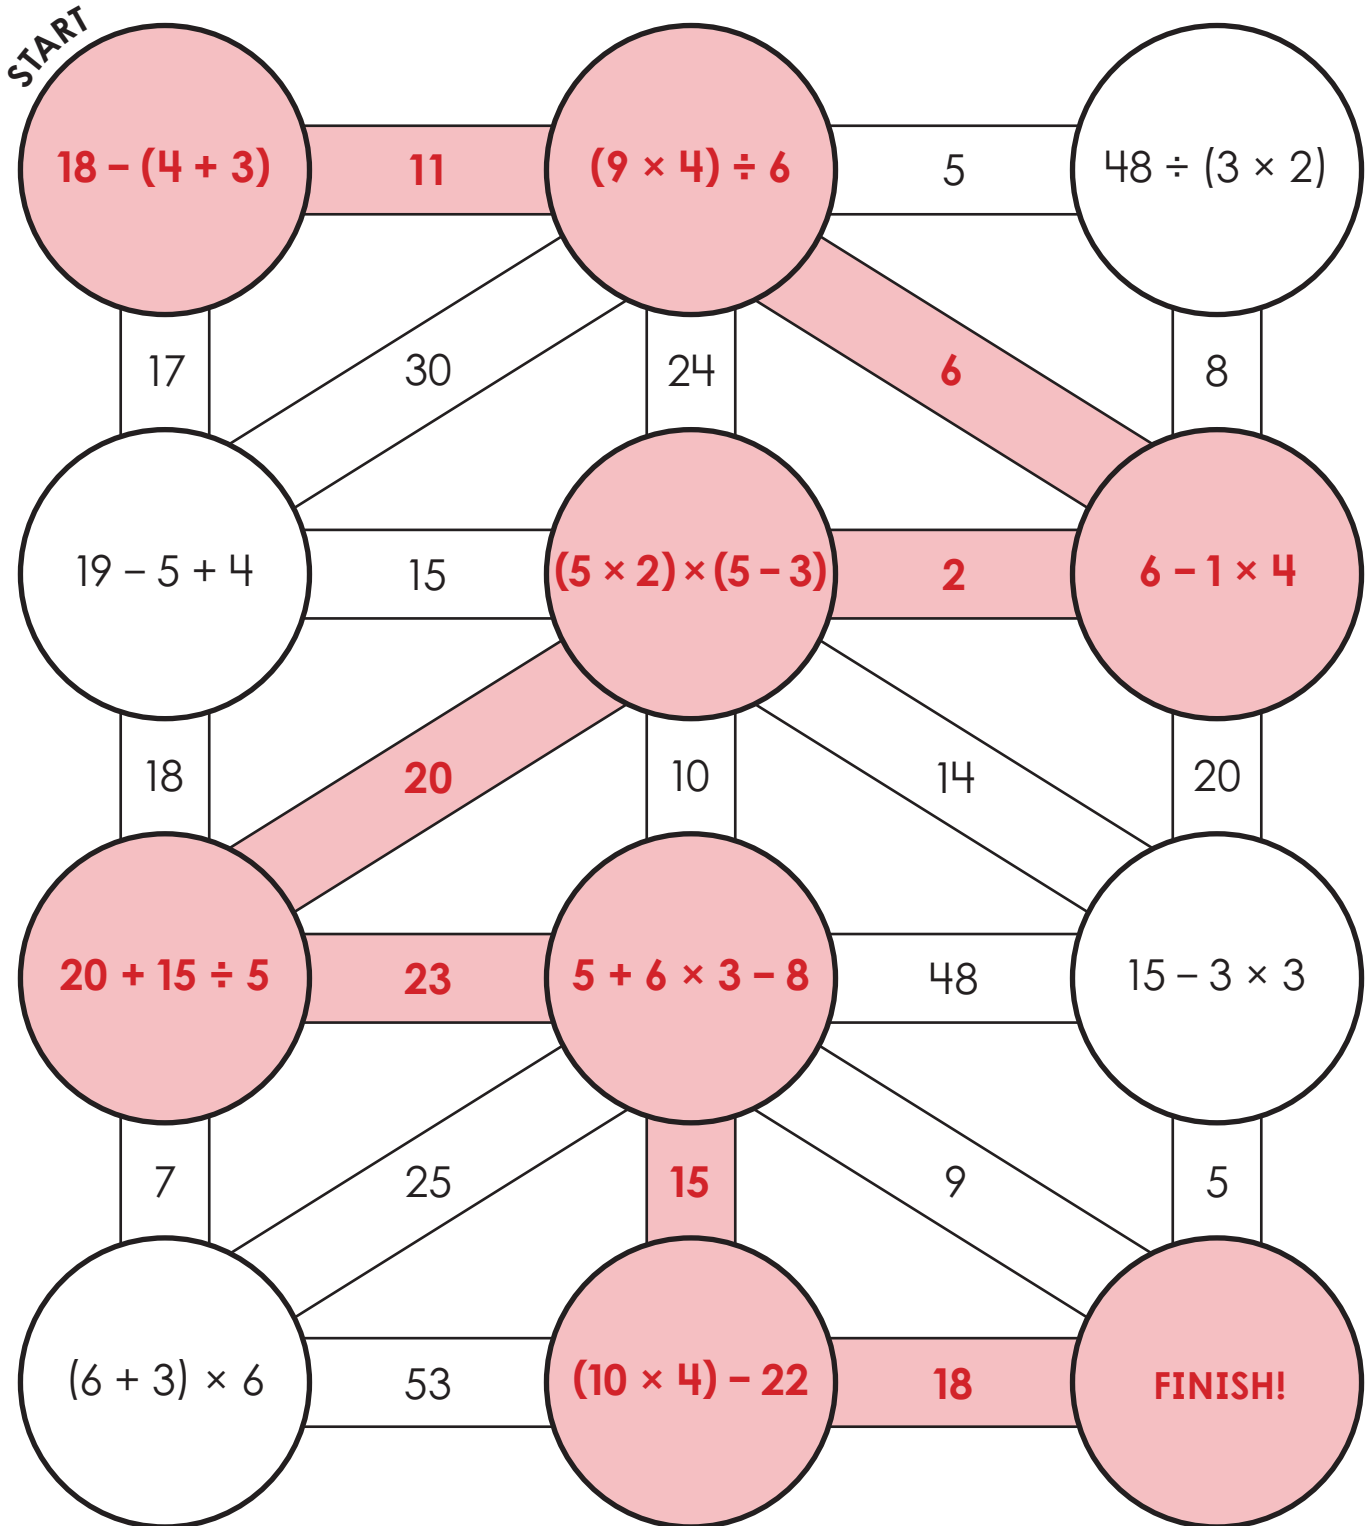 START
18 – (4 + 3)
11
(9 × 4) ÷ 6
5
48 ÷ (3 × 2)
17
30
24
6
8
19 – 5 + 4
15
(5 × 2) × (5 – 3)
2
6 – 1 × 4
18
20
10
14
20
20 + 15 ÷ 5
23
5 + 6 × 3 – 8
48
15 – 3 × 3
7
25
15
9
5
(6 + 3) × 6
53
(10 × 4) – 22
18
FINISH!